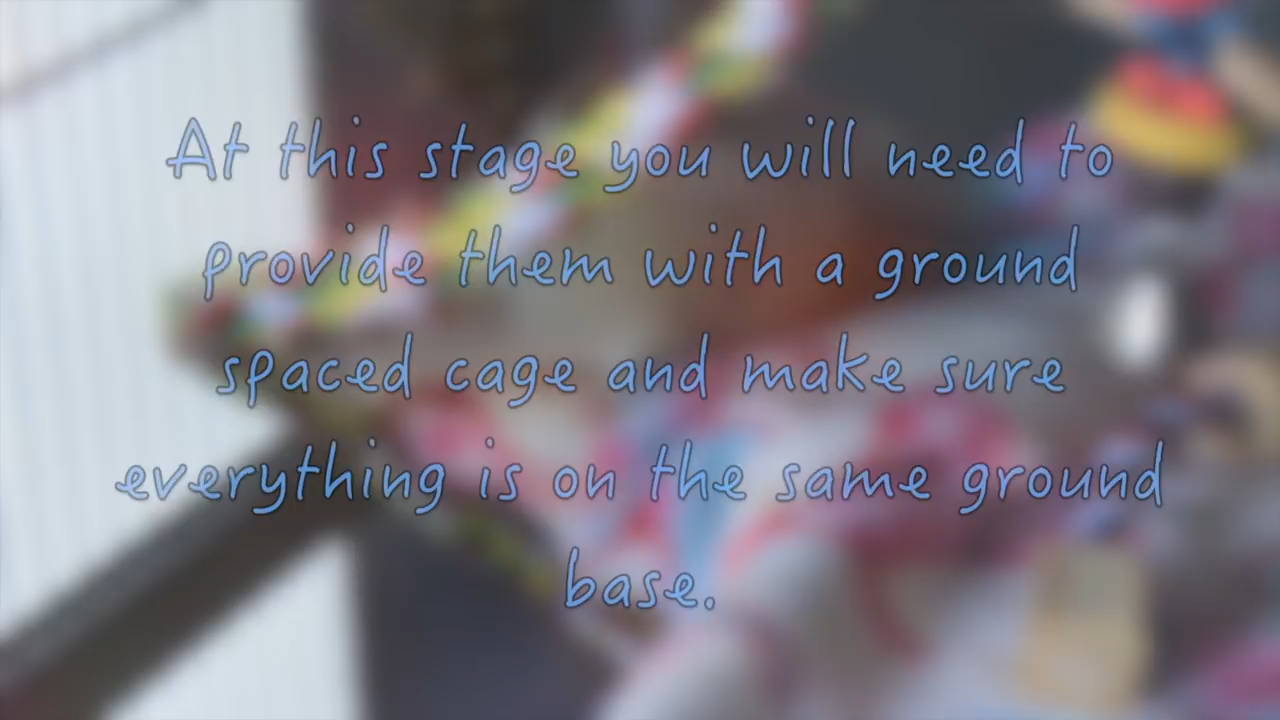 At this stage you will need to
provide them with a ground
spaced cage and make sure
everything is on the same ground
base.